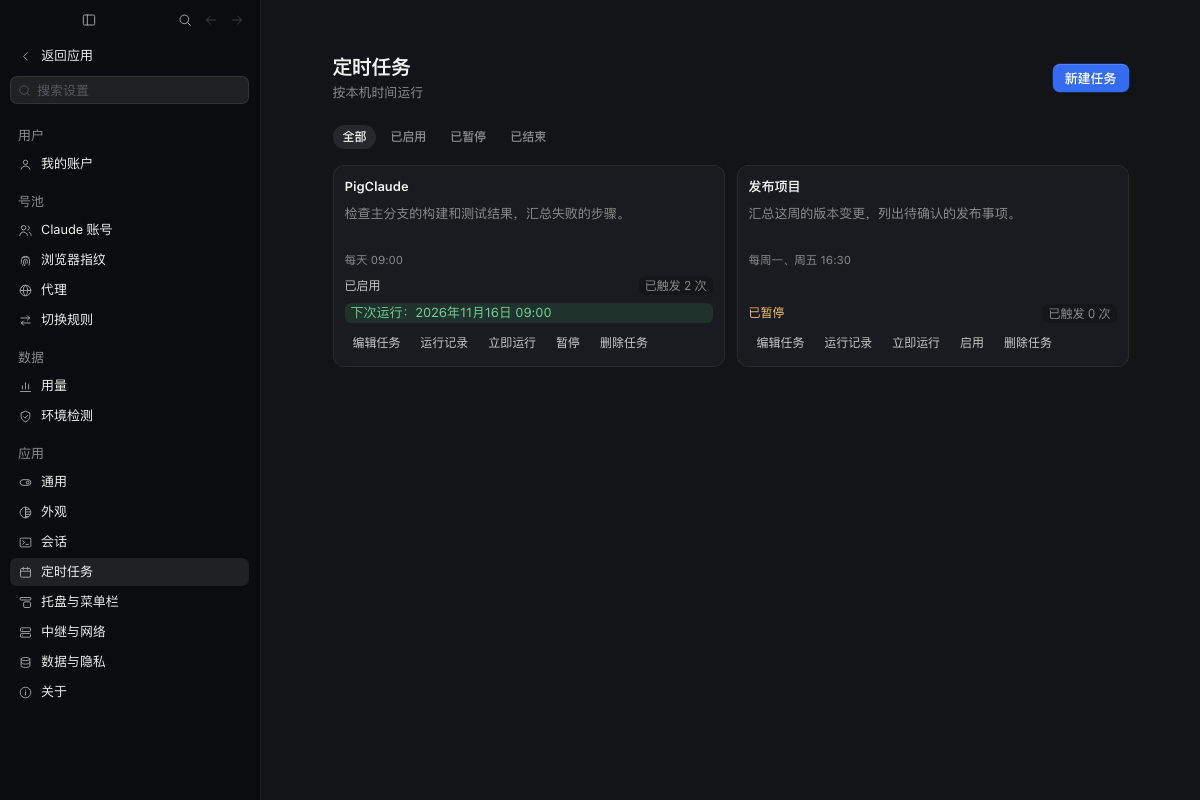 返回应用
搜索设置
用户
我的账户
号池
Claude 账号
浏览器指纹
代理
切换规则
数据
用量
环境检测
应用
通用
外观
会话
定时任务
托盘与菜单栏
中继与网络
数据与隐私
关于
定时任务
按本机时间运行
新建任务
全部 已启用 已暂停 已结束
PigClaude
检查主分支的构建和测试结果，汇总失败的步骤。
每天 09:00
已启用 已触发 2 次
下次运行：2026年11月16日 09:00
编辑任务 运行记录 立即运行 暂停 删除任务
发布项目
汇总这周的版本变更，列出待确认的发布事项。
每周一、周五 16:30
已暂停 已触发 0 次
编辑任务 运行记录 立即运行 启用 删除任务